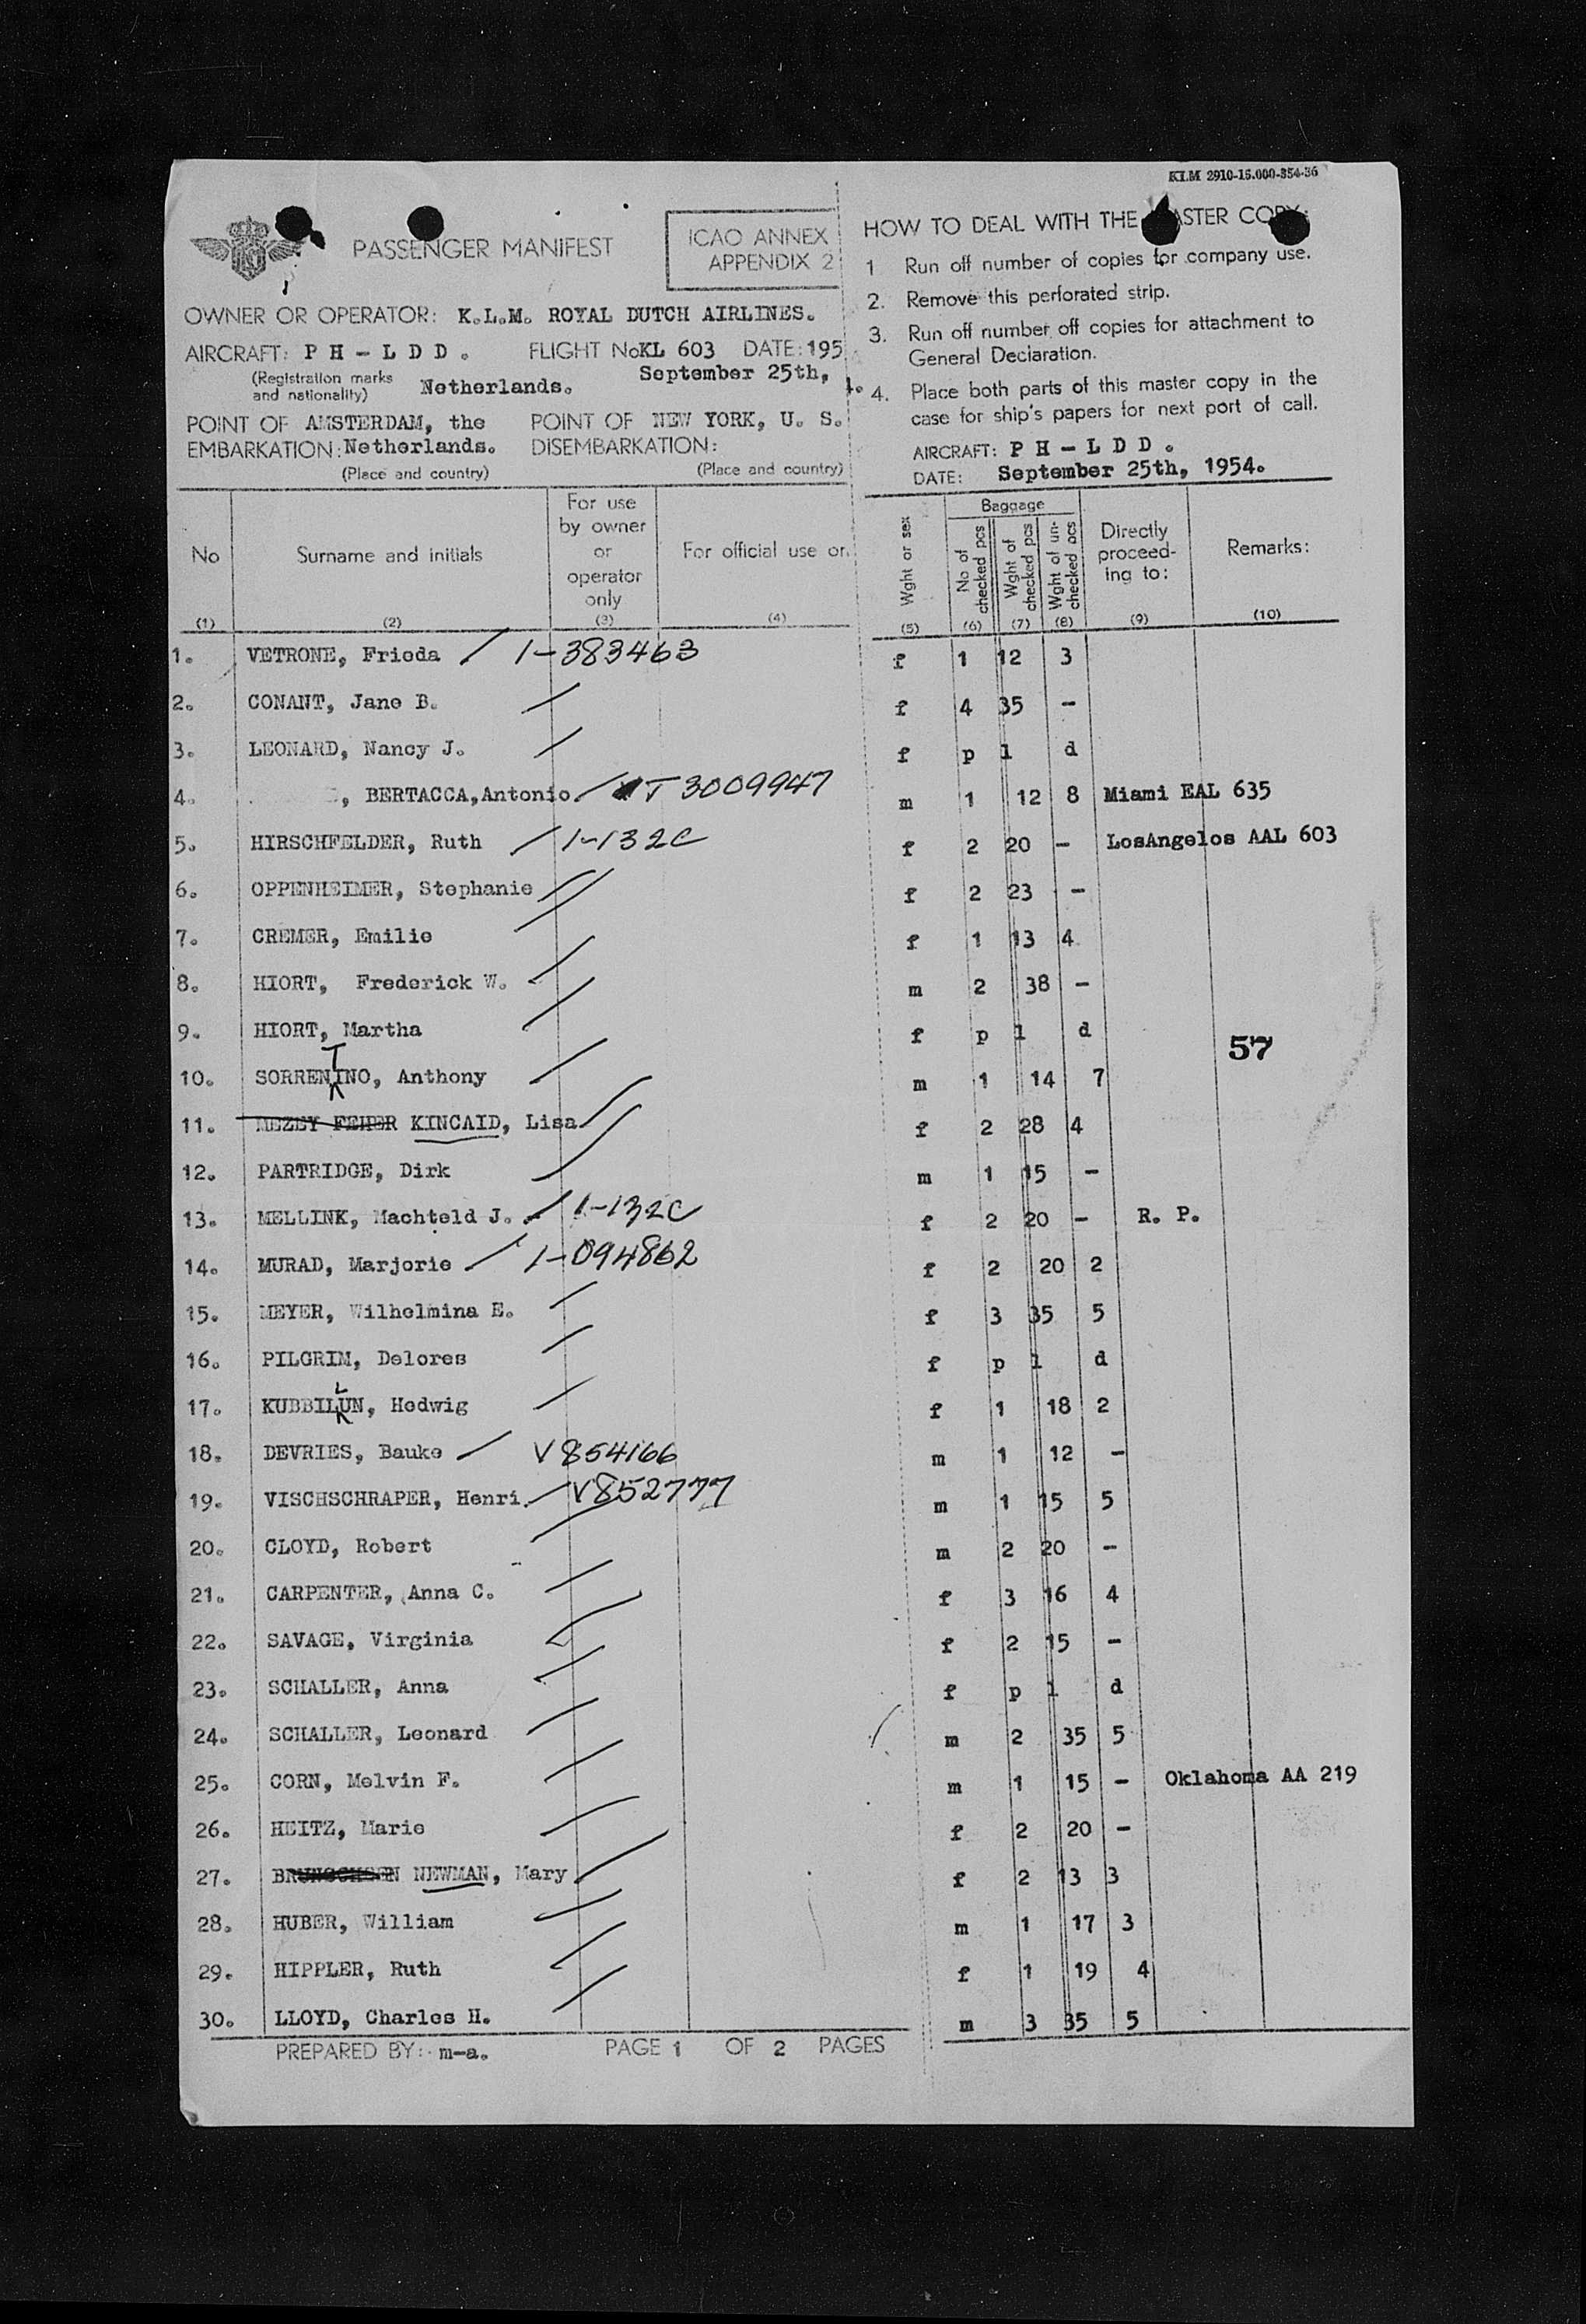 KLM 2910-15.000-354-36
PASSENGER MANIFEST
ICAO ANNEX
APPENDIX 2
OWNER OR OPERATOR: K.L.M. ROYAL DUTCH AIRLINES.
AIRCRAFT: P H - L D D . FLIGHT No KL 603 DATE: 195
(Registration marks and nationality) Netherlands. September 25th, 4.
POINT OF AMSTERDAM, the POINT OF NEW YORK, U. S.
EMBARKATION: Netherlands. DISEMBARKATION:
(Place and country) (Place and country)
HOW TO DEAL WITH THE MASTER COPY:
1 Run off number of copies for company use.
2. Remove this perforated strip.
3. Run off number off copies for attachment to
General Declaration.
4. Place both parts of this master copy in the
case for ship's papers for next port of call.
AIRCRAFT: P H - L D D .
DATE: September 25th, 1954.
No Surname and initials For use by owner or operator only For official use on Wght or sex Baggage No of checked pcs Wght of checked pcs Wght of un-checked pcs Directly proceed-ing to: Remarks:
(1) (2) (3) (4) (5) (6) (7) (8) (9) (10)
1. VETRONE, Frieda / 1-383463 f 1 12 3
2. CONANT, Jane B. / f 4 35 -
3. LEONARD, Nancy J. / f p l d
4. , BERTACCA,Antonio. / T 3009947 m 1 12 8 Miami EAL 635
5. HIRSCHFELDER, Ruth / 1-132C f 2 20 - LosAngelos AAL 603
6. OPPENHEIMER, Stephanie / f 2 23 -
7. CREMER, Emilie / f 1 13 4
8. HIORT, Frederick W. / m 2 38 -
9. HIORT, Martha / f p l d
57
T
10. SORRENINO, Anthony / m 1 14 7
11. MEZEY FEHER KINCAID, Lisa / f 2 28 4
12. PARTRIDGE, Dirk / m 1 15 -
13. MELLINK, Machteld J. / 1-132C f 2 20 - R. P.
14. MURAD, Marjorie / 1-094862 f 2 20 2
15. MEYER, Wilhelmina E. / f 3 35 5
16. PILGRIM, Delores / f p l d
L
17. KUBBILUN, Hedwig / f 1 18 2
18. DEVRIES, Bauke / V 854166 m 1 12 -
19. VISCHSCHRAPER, Henri. / V852777 m 1 15 5
20. CLOYD, Robert / m 2 20 -
21. CARPENTER, Anna C. / f 3 16 4
22. SAVAGE, Virginia / f 2 15 -
23. SCHALLER, Anna / f p l d
24. SCHALLER, Leonard / m 2 35 5
25. CORN, Melvin F. / m 1 15 - Oklahoma AA 219
26. HEITZ, Marie / f 2 20 -
27. NEWMAN, Mary / f 2 13 3
28. HUBER, William / m 1 17 3
29. HIPPLER, Ruth / f 1 19 4
30. LLOYD, Charles H. / m 3 35 5
PREPARED BY: m-a. PAGE 1 OF 2 PAGES